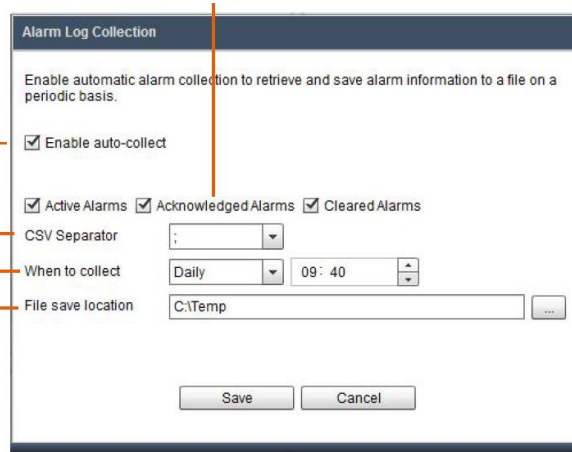 Alarm Log Collection
Enable automatic alarm collection to retrieve and save alarm information to a file on a
periodic basis.
Enable auto-collect
Active Alarms Acknowledged Alarms Cleared Alarms
CSV Separator ;
When to collect Daily 09: 40
File save location C:\Temp ...
Save Cancel